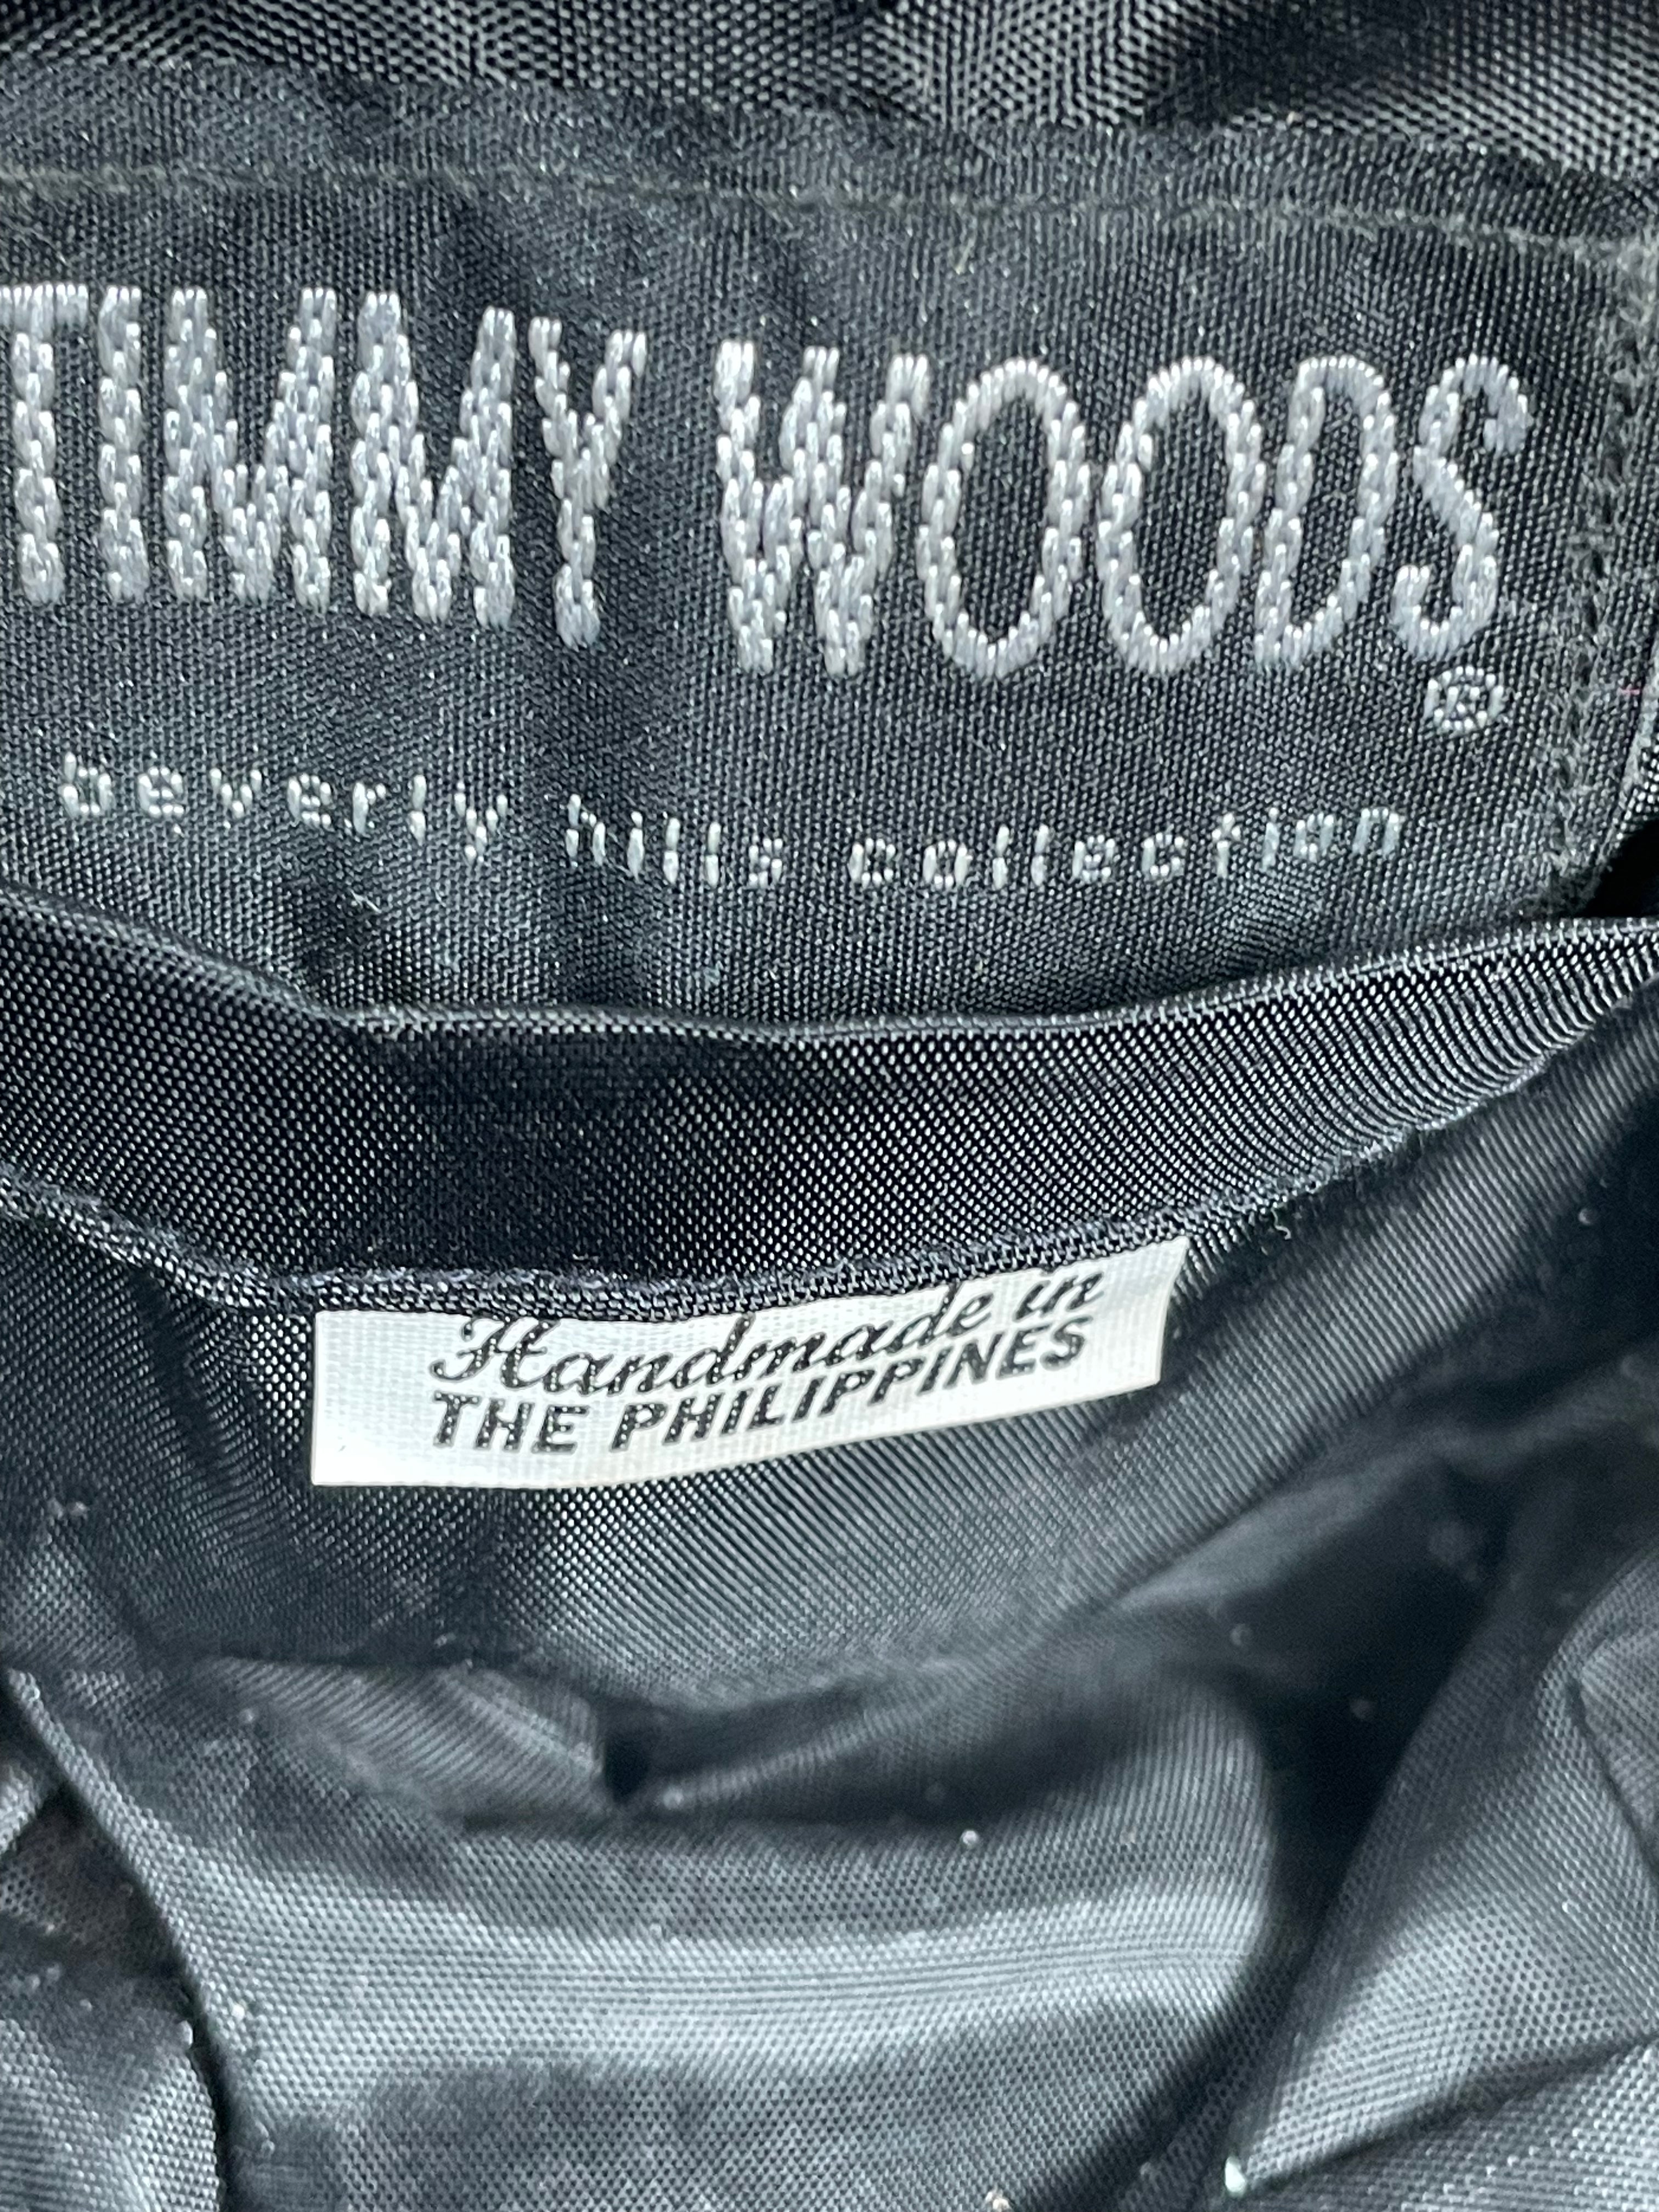 TIMMY WOODS
®
beverly hills collection
Handmade in
THE PHILIPPINES